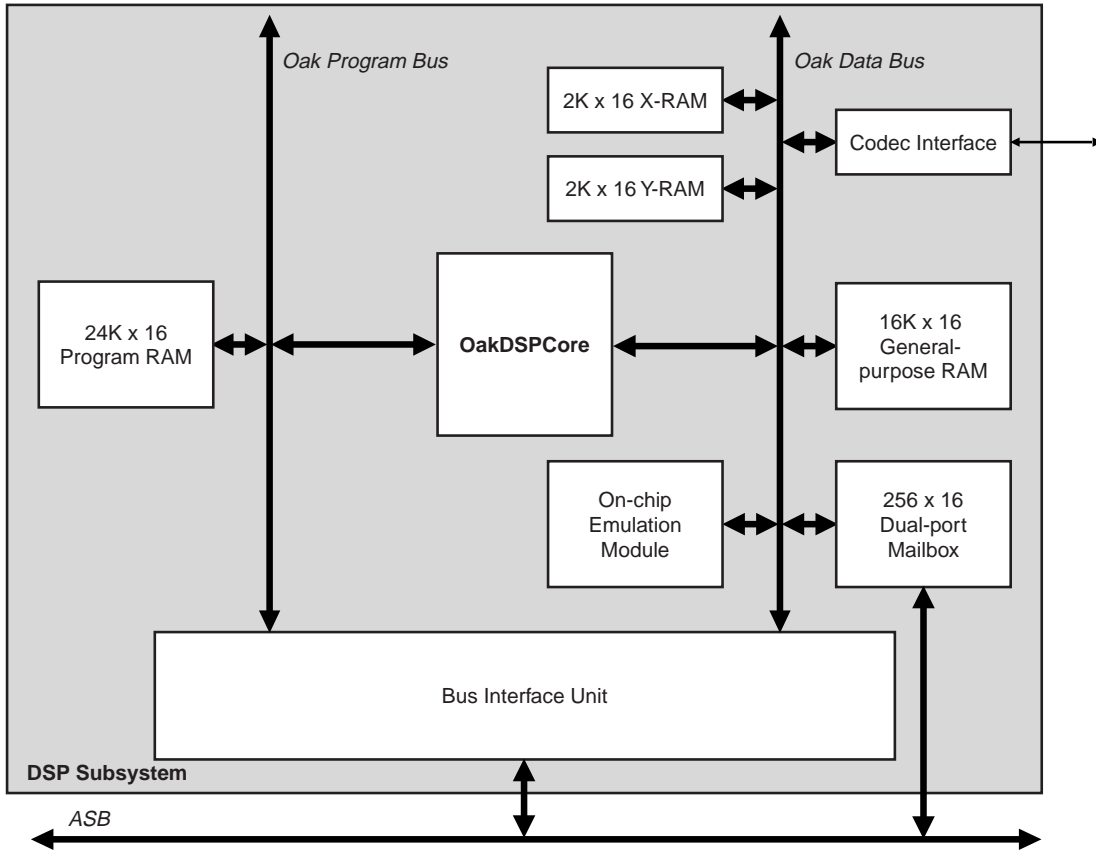 Oak Program Bus
Oak Data Bus
2K x 16 X-RAM
Codec Interface
2K x 16 Y-RAM
24K x 16
Program RAM
OakDSPCore
16K x 16
General-
purpose RAM
On-chip
Emulation
Module
256 x 16
Dual-port
Mailbox
Bus Interface Unit
DSP Subsystem
ASB